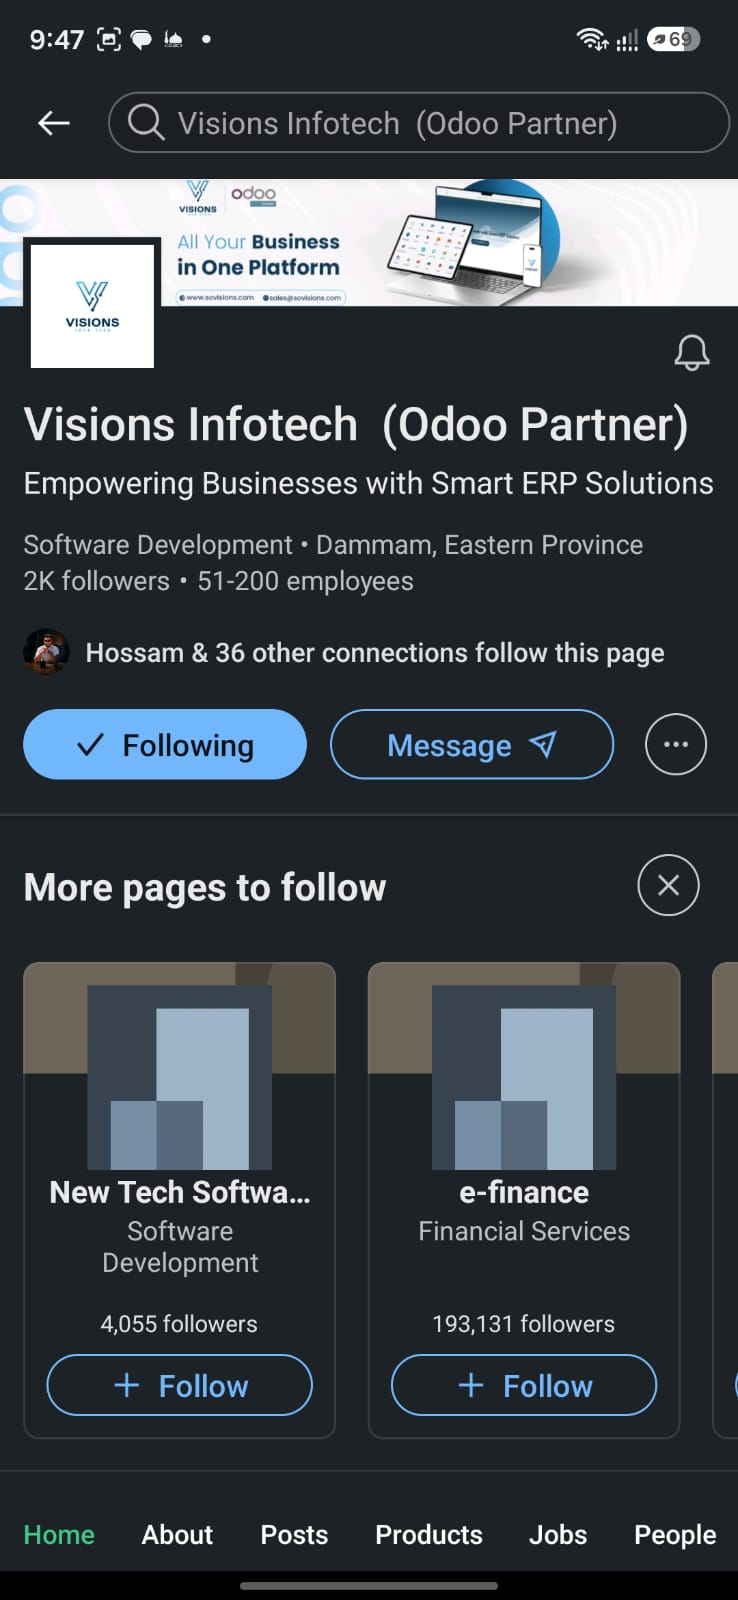 9:47
69
Visions Infotech (Odoo Partner)
VISIONS
odoo
All Your Business
in One Platform
www.sovisions.com sales@sovisions.com
VISIONS
Visions Infotech (Odoo Partner)
Empowering Businesses with Smart ERP Solutions
Software Development • Dammam, Eastern Province
2K followers • 51-200 employees
Hossam & 36 other connections follow this page
Following
Message
More pages to follow
New Tech Softwa...
Software
Development
4,055 followers
+ Follow
e-finance
Financial Services
193,131 followers
+ Follow
Home About Posts Products Jobs People